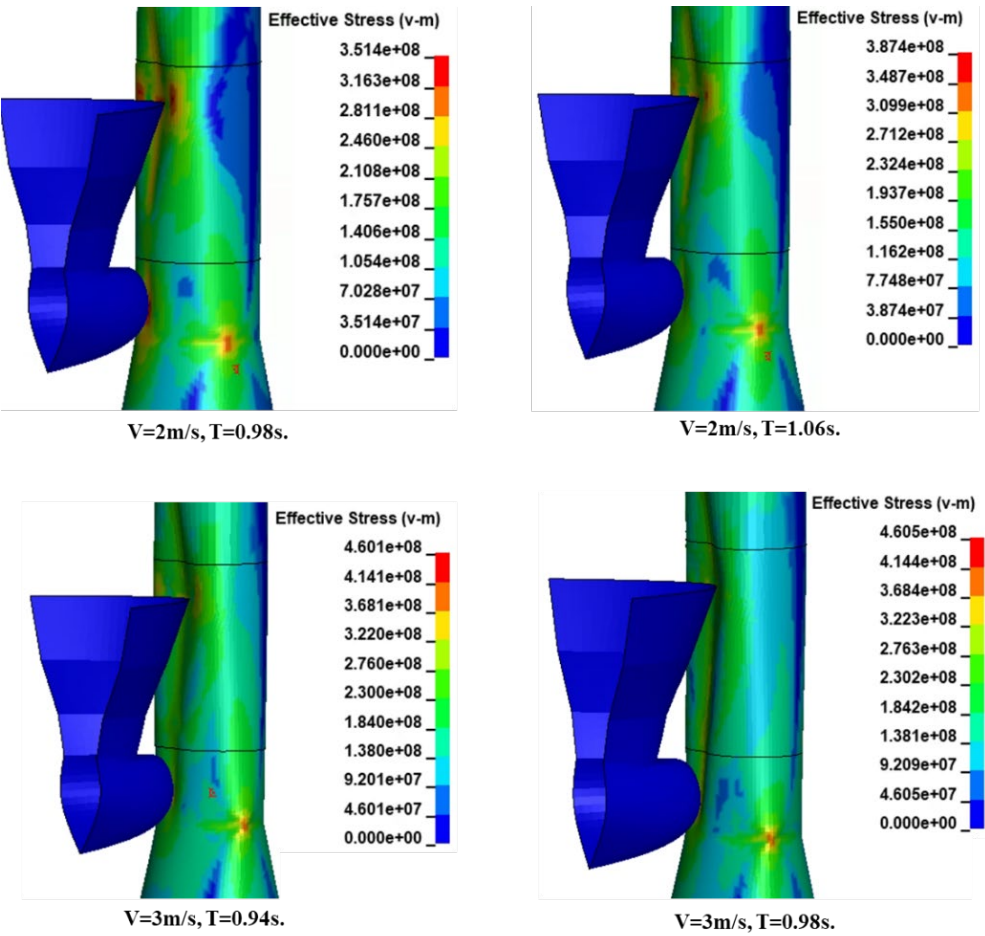 Effective Stress (v-m)
3.514e+08
3.163e+08
2.811e+08
2.460e+08
2.108e+08
1.757e+08
1.406e+08
1.054e+08
7.028e+07
3.514e+07
0.000e+00
V=2m/s, T=0.98s.
Effective Stress (v-m)
3.874e+08
3.487e+08
3.099e+08
2.712e+08
2.324e+08
1.937e+08
1.550e+08
1.162e+08
7.748e+07
3.874e+07
0.000e+00
V=2m/s, T=1.06s.
Effective Stress (v-m)
4.601e+08
4.141e+08
3.681e+08
3.220e+08
2.760e+08
2.300e+08
1.840e+08
1.380e+08
9.201e+07
4.601e+07
0.000e+00
V=3m/s, T=0.94s.
Effective Stress (v-m)
4.605e+08
4.144e+08
3.684e+08
3.223e+08
2.763e+08
2.302e+08
1.842e+08
1.381e+08
9.209e+07
4.605e+07
0.000e+00
V=3m/s, T=0.98s.